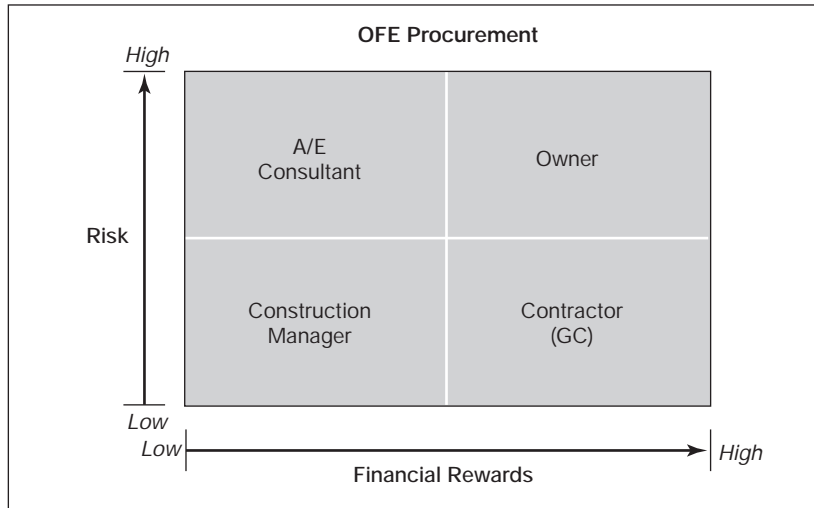 OFE Procurement
High
A/E
Consultant
Owner
Risk
Construction
Manager
Contractor
(GC)
Low
Low
High
Financial Rewards